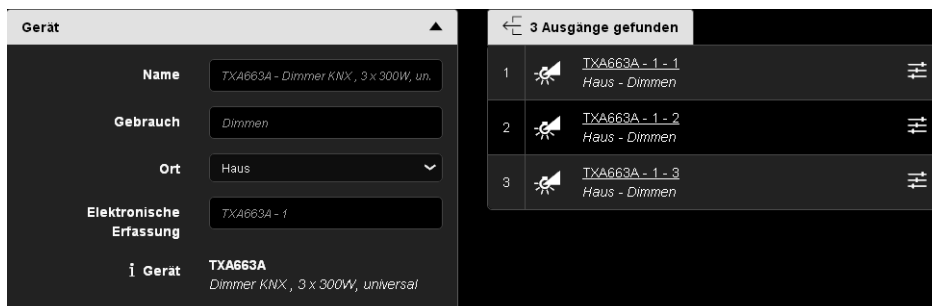 Gerät
Name
TXA663A - Dimmer KNX , 3 x 300W, un.
Gebrauch
Dimmen
Ort
Haus
Elektronische
Erfassung
TXA663A - 1
i Gerät
TXA663A
Dimmer KNX , 3 x 300W, universal
3 Ausgänge gefunden
1
TXA663A - 1 - 1
Haus - Dimmen
2
TXA663A - 1 - 2
Haus - Dimmen
3
TXA663A - 1 - 3
Haus - Dimmen